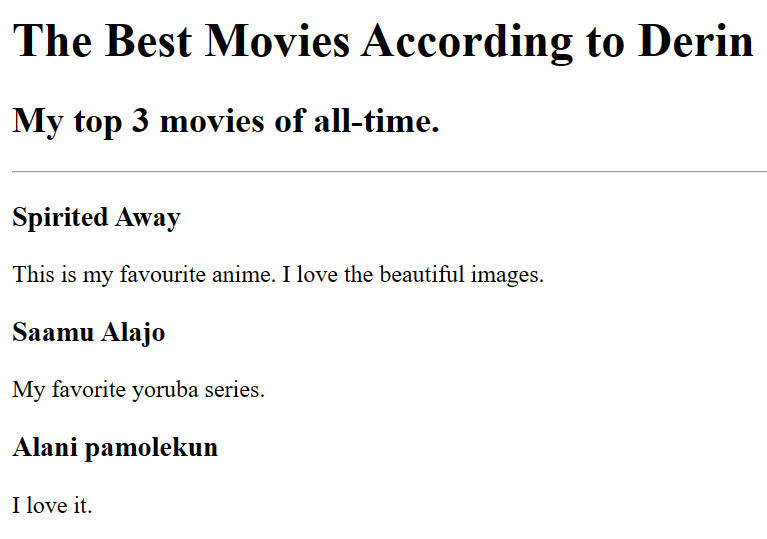 The Best Movies According to Derin
My top 3 movies of all-time.
Spirited Away
This is my favourite anime. I love the beautiful images.
Saamu Alajo
My favorite yoruba series.
Alani pamolekun
I love it.